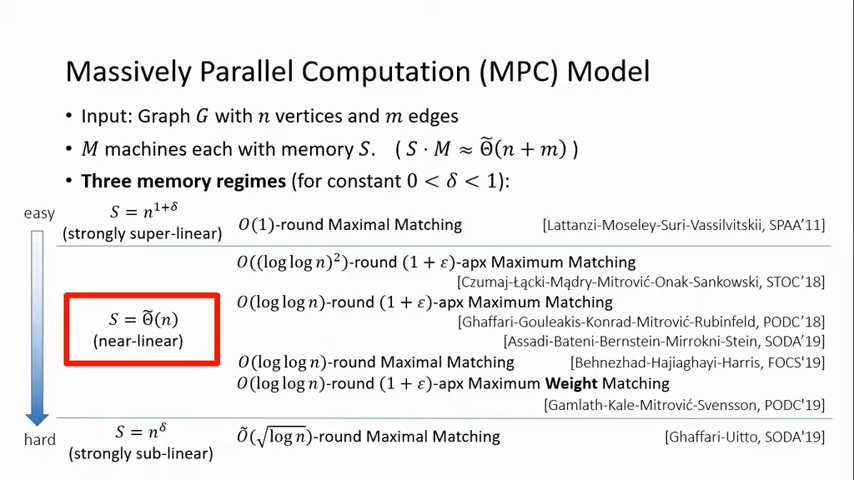 Massively Parallel Computation (MPC) Model
• Input: Graph G with n vertices and m edges
• M machines each with memory S. ( S · M ≈ Θ̃(n + m) )
• Three memory regimes (for constant 0 < δ < 1):
easy
S = n^{1+δ}
(strongly super-linear)
O(1)-round Maximal Matching [Lattanzi-Moseley-Suri-Vassilvitskii, SPAA’11]
O((log log n)²)-round (1 + ε)-apx Maximum Matching
[Czumaj-Łącki-Mądry-Mitrović-Onak-Sankowski, STOC’18]
S = Θ̃(n)
(near-linear)
O(log log n)-round (1 + ε)-apx Maximum Matching
[Ghaffari-Gouleakis-Konrad-Mitrović-Rubinfeld, PODC’18]
[Assadi-Bateni-Bernstein-Mirrokni-Stein, SODA’19]
O(log log n)-round Maximal Matching [Behnezhad-Hajiaghayi-Harris, FOCS'19]
O(log log n)-round (1 + ε)-apx Maximum Weight Matching
[Gamlath-Kale-Mitrović-Svensson, PODC'19]
hard
S = n^δ
(strongly sub-linear)
Õ(√log n)-round Maximal Matching [Ghaffari-Uitto, SODA'19]